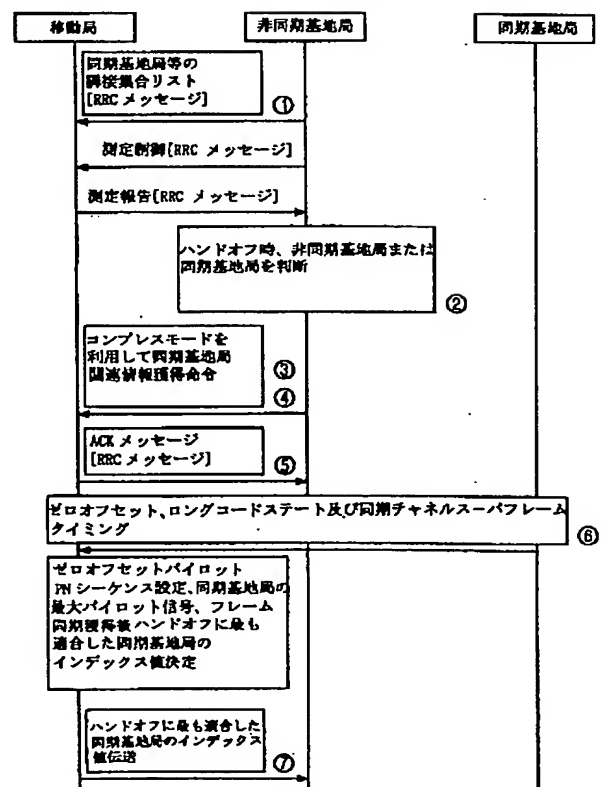 移動局
非同期基地局
同期基地局
同期基地局等の
隣接集合リスト
[RRC メッセージ]
①
測定制御[RRC メッセージ]
測定報告[RRC メッセージ]
ハンドオフ時、非同期基地局または
同期基地局を判断
②
コンプレスモードを
利用して同期基地局
関連情報獲得命令
③
④
ACK メッセージ
[RRC メッセージ]
⑤
ゼロオフセット、ロングコードステート及び同期チャネルスーパフレーム
タイミング
⑥
ゼロオフセットパイロット
PN シーケンス設定、同期基地局の
最大パイロット信号、フレーム
同期獲得後ハンドオフに最も
適合した同期基地局の
インデックス値決定
ハンドオフに最も適合した
同期基地局のインデックス
値伝送
⑦